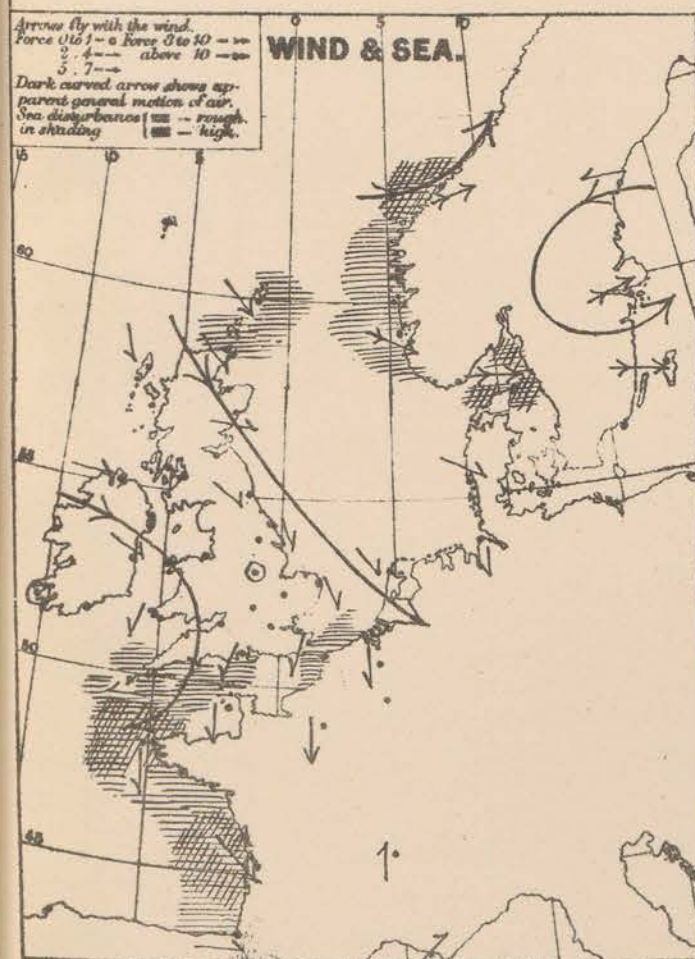 Arrows fly with the wind.
Force 0 to 1 Force 8 to 10
2 . 4 above 10
5 . 7
Dark curved arrow shows ap-
parent general motion of air.
Sea disturbance rough.
in shading high.
WIND & SEA.
0 10
15 10 5
5
60
55
50
45